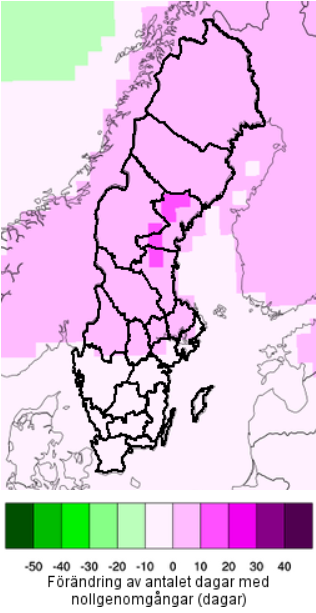 -50 -40 -30 -20 -10 0 10 20 30 40
Förändring av antalet dagar med
nollgenomgångar (dagar)